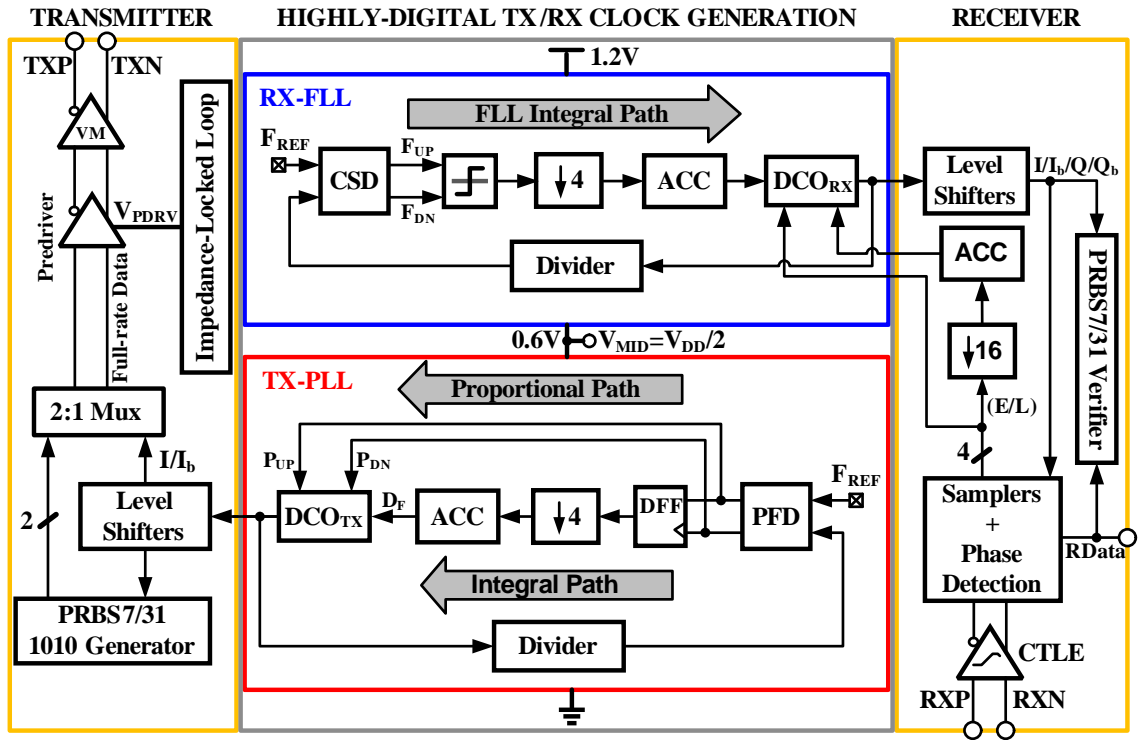 TRANSMITTER
HIGHLY-DIGITAL TX/RX CLOCK GENERATION
RECEIVER
TXP
TXN
VM
Impedance-Locked Loop
V_PDRV
Predriver
Full-rate Data
2:1 Mux
I/I_b
2
Level
Shifters
PRBS7/31
1010 Generator
1.2V
RX-FLL
FLL Integral Path
F_REF
CSD
F_UP
F_DN
↓4
ACC
DCO_RX
Divider
0.6V
V_MID=V_DD/2
TX-PLL
Proportional Path
P_UP
P_DN
F_REF
DCO_TX
D_F
ACC
↓4
DFF
PFD
Integral Path
Divider
Level
Shifters
I/I_b/Q/Q_b
ACC
↓16
(E/L)
4
PRBS7/31 Verifier
Samplers
+
Phase
Detection
RData
CTLE
RXP
RXN